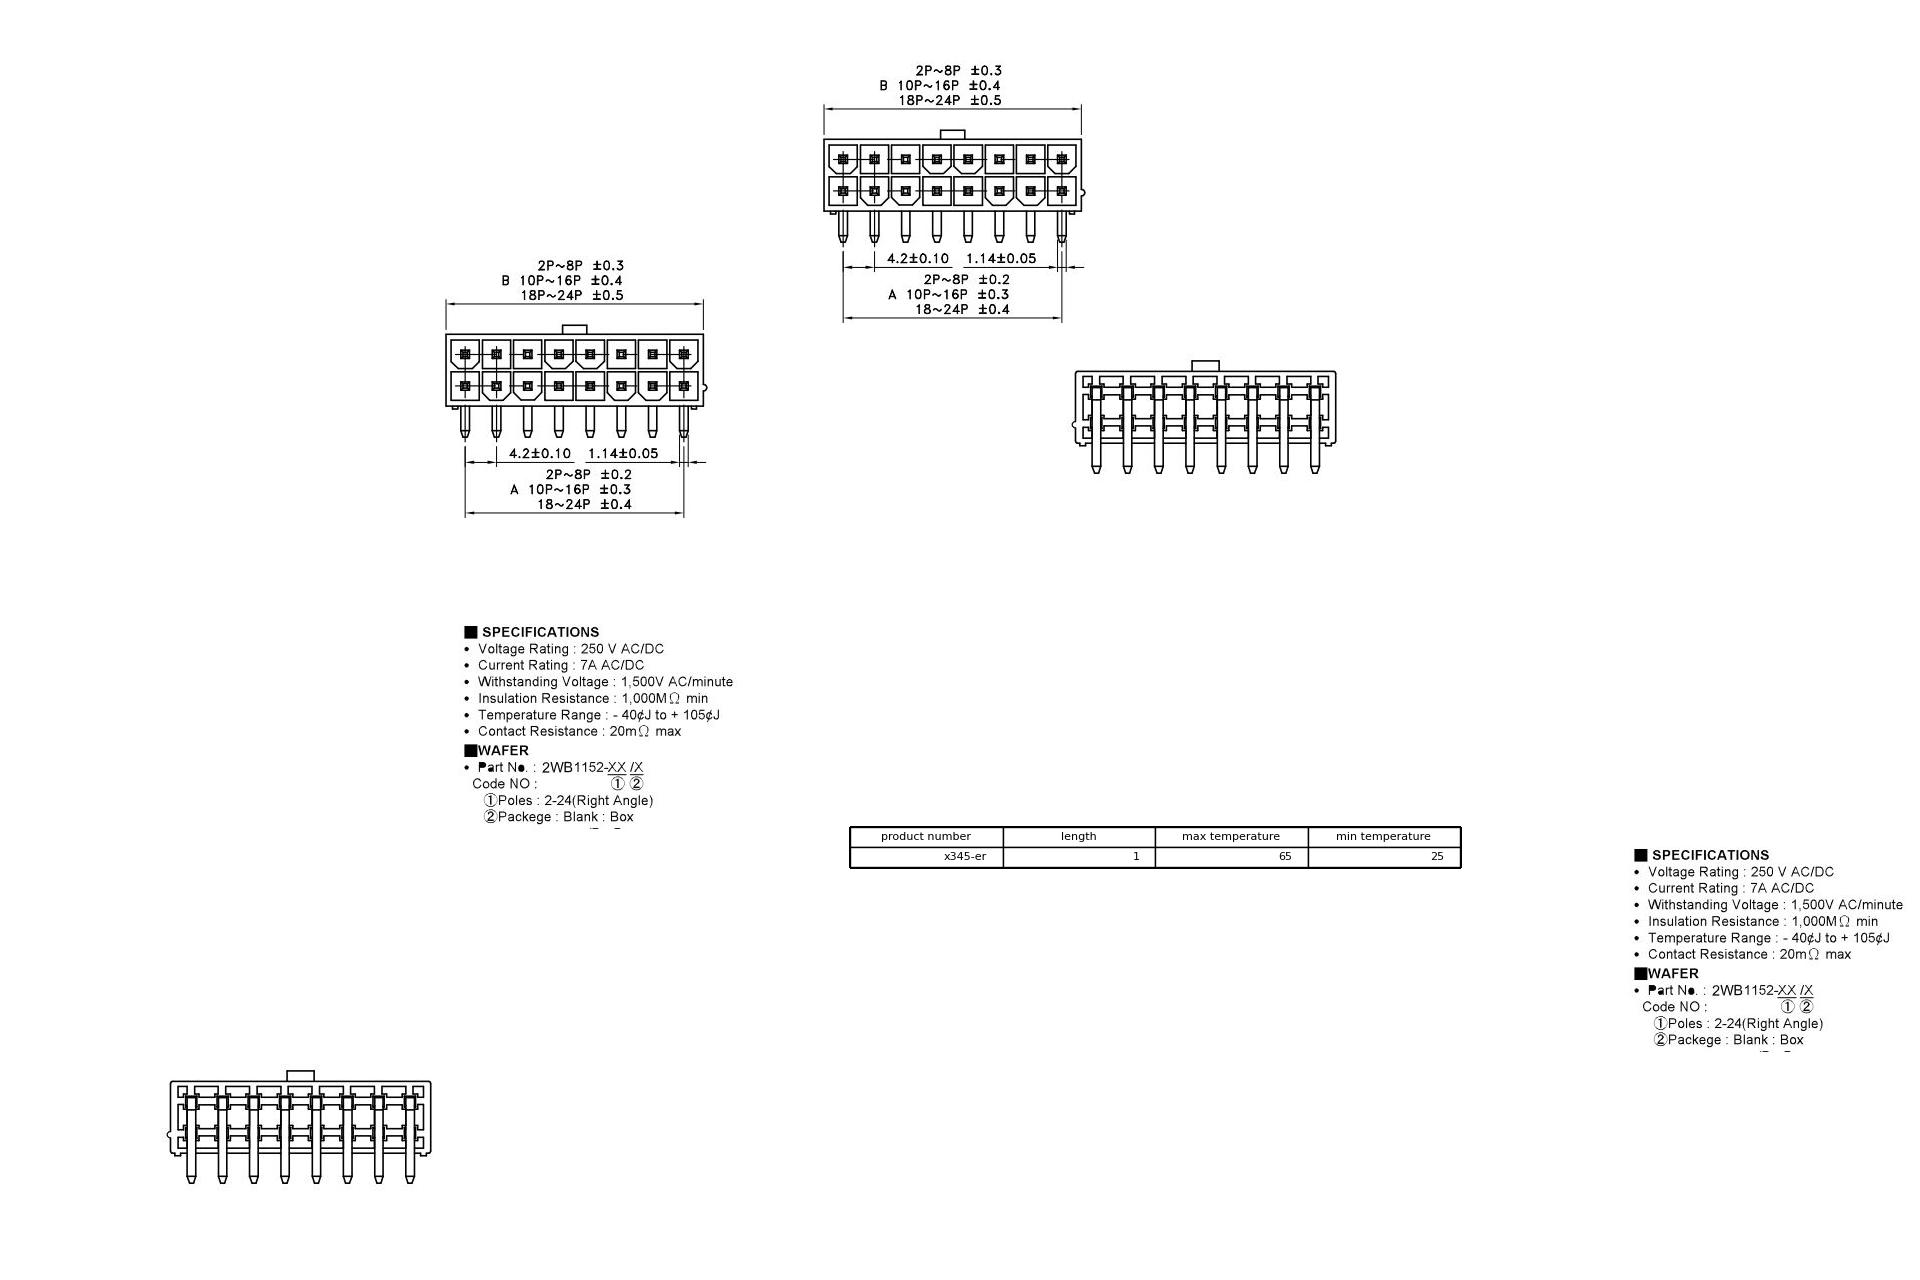 2P~8P ±0.3
B 10P~16P ±0.4
18P~24P ±0.5
4.2±0.10 1.14±0.05
2P~8P ±0.2
A 10P~16P ±0.3
18~24P ±0.4
2P~8P ±0.3
B 10P~16P ±0.4
18P~24P ±0.5
4.2±0.10 1.14±0.05
2P~8P ±0.2
A 10P~16P ±0.3
18~24P ±0.4
■ SPECIFICATIONS
• Voltage Rating : 250 V AC/DC
• Current Rating : 7A AC/DC
• Withstanding Voltage : 1,500V AC/minute
• Insulation Resistance : 1,000MΩ min
• Temperature Range : - 40¢J to + 105¢J
• Contact Resistance : 20mΩ max
■WAFER
• Part No. : 2WB1152-XX /X
Code NO : ① ②
①Poles : 2-24(Right Angle)
②Packege : Blank : Box
product number length max temperature min temperature
x345-er 1 65 25
■ SPECIFICATIONS
• Voltage Rating : 250 V AC/DC
• Current Rating : 7A AC/DC
• Withstanding Voltage : 1,500V AC/minute
• Insulation Resistance : 1,000MΩ min
• Temperature Range : - 40¢J to + 105¢J
• Contact Resistance : 20mΩ max
■WAFER
• Part No. : 2WB1152-XX /X
Code NO : ① ②
①Poles : 2-24(Right Angle)
②Packege : Blank : Box